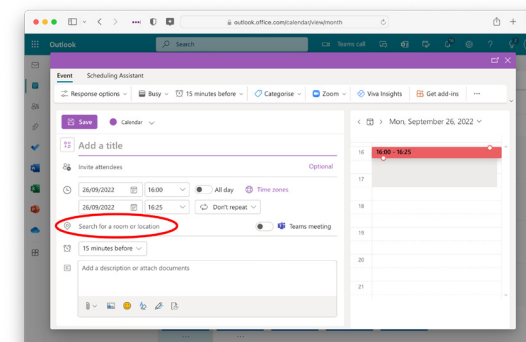 outlook.office.com/calendar/view/month
Outlook
Search
Teams call
Event Scheduling Assistant
Response options Busy 15 minutes before Categorise Zoom Viva Insights Get add-ins
Save Calendar
Mon, September 26, 2022
Add a title
Invite attendees Optional
26/09/2022 16:00 All day Time zones
26/09/2022 16:25 Don't repeat
Search for a room or location Teams meeting
15 minutes before
Add a description or attach documents
16 16:00 - 16:25
17
18
19
20
21